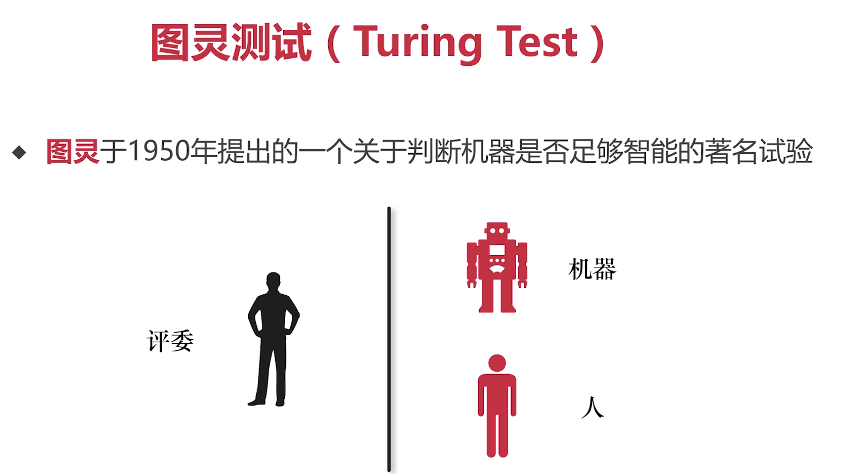 图灵测试（Turing Test）
图灵于1950年提出的一个关于判断机器是否足够智能的著名试验
机器
评委
人